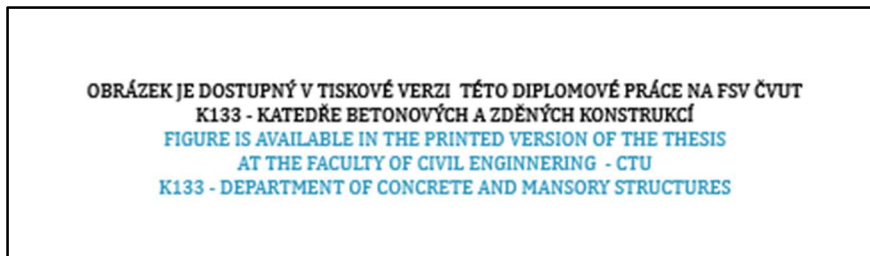 OBRÁZEK JE DOSTUPNÝ V TISKOVÉ VERZI TÉTO DIPLOMOVÉ PRÁCE NA FSV ČVUT
K133 - KATEDŘE BETONOVÝCH A ZDĚNÝCH KONSTRUKCÍ
FIGURE IS AVAILABLE IN THE PRINTED VERSION OF THE THESIS
AT THE FACULTY OF CIVIL ENGINNERING - CTU
K133 - DEPARTMENT OF CONCRETE AND MANSORY STRUCTURES